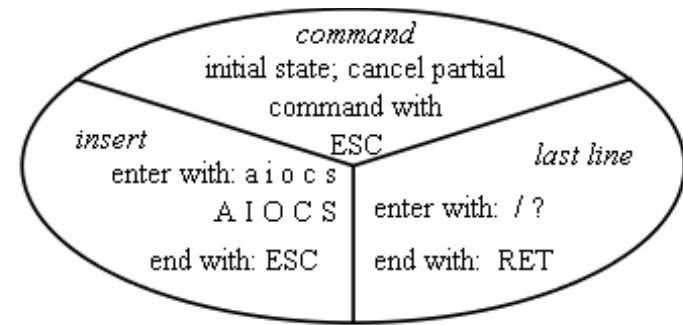 command
initial state; cancel partial
command with
ESC
insert
enter with: a i o c s
A I O C S
end with: ESC
last line
enter with: / ?
end with: RET